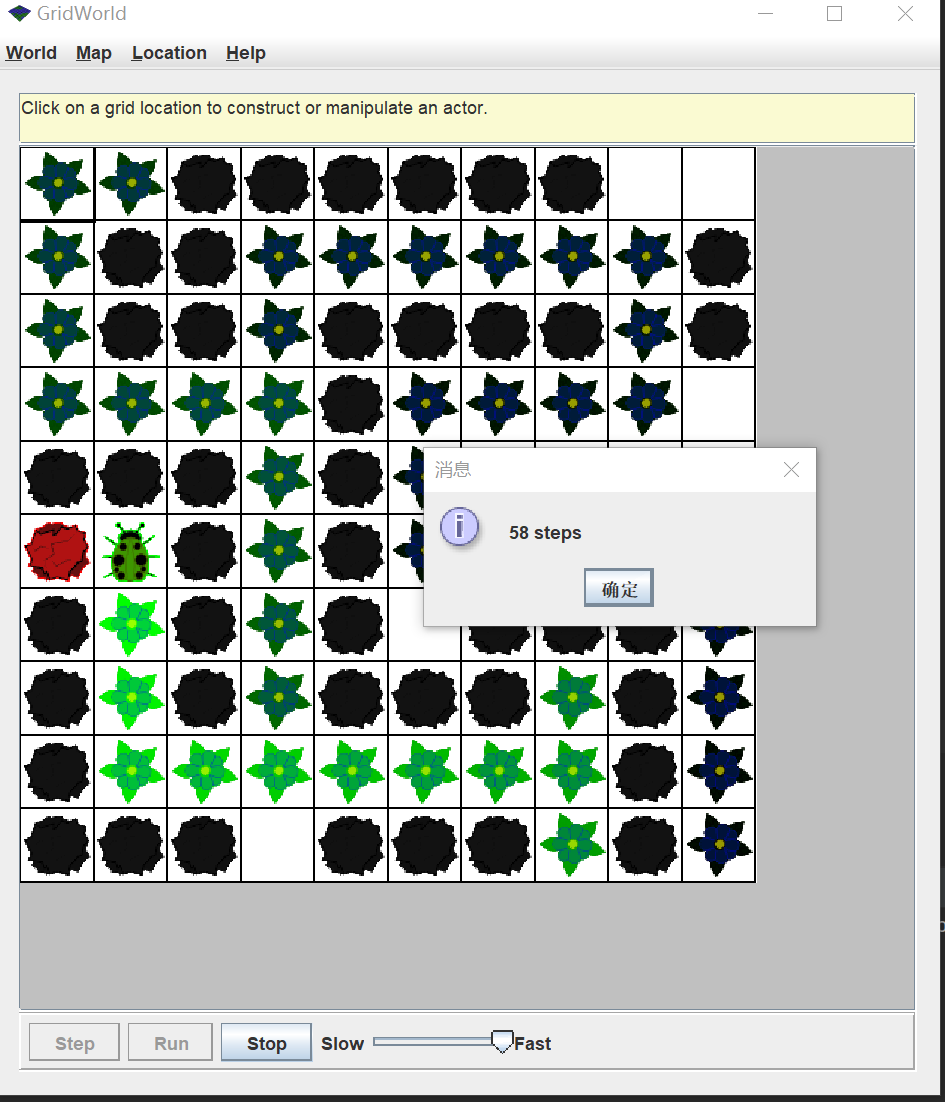 GridWorld
World Map Location Help
Click on a grid location to construct or manipulate an actor.
消息
58 steps
确定
Step Run Stop Slow Fast